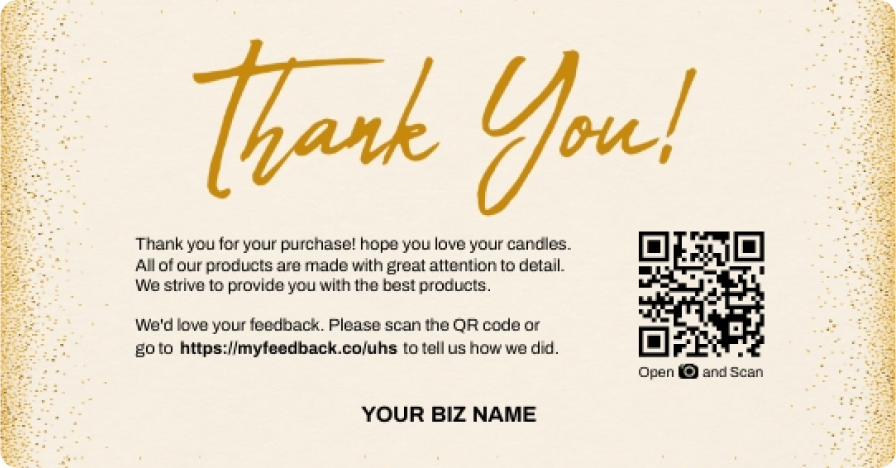 Thank You!
Thank you for your purchase! hope you love your candles.
All of our products are made with great attention to detail.
We strive to provide you with the best products.
We'd love your feedback. Please scan the QR code or
go to https://myfeedback.co/uhs to tell us how we did.
Open and Scan
YOUR BIZ NAME